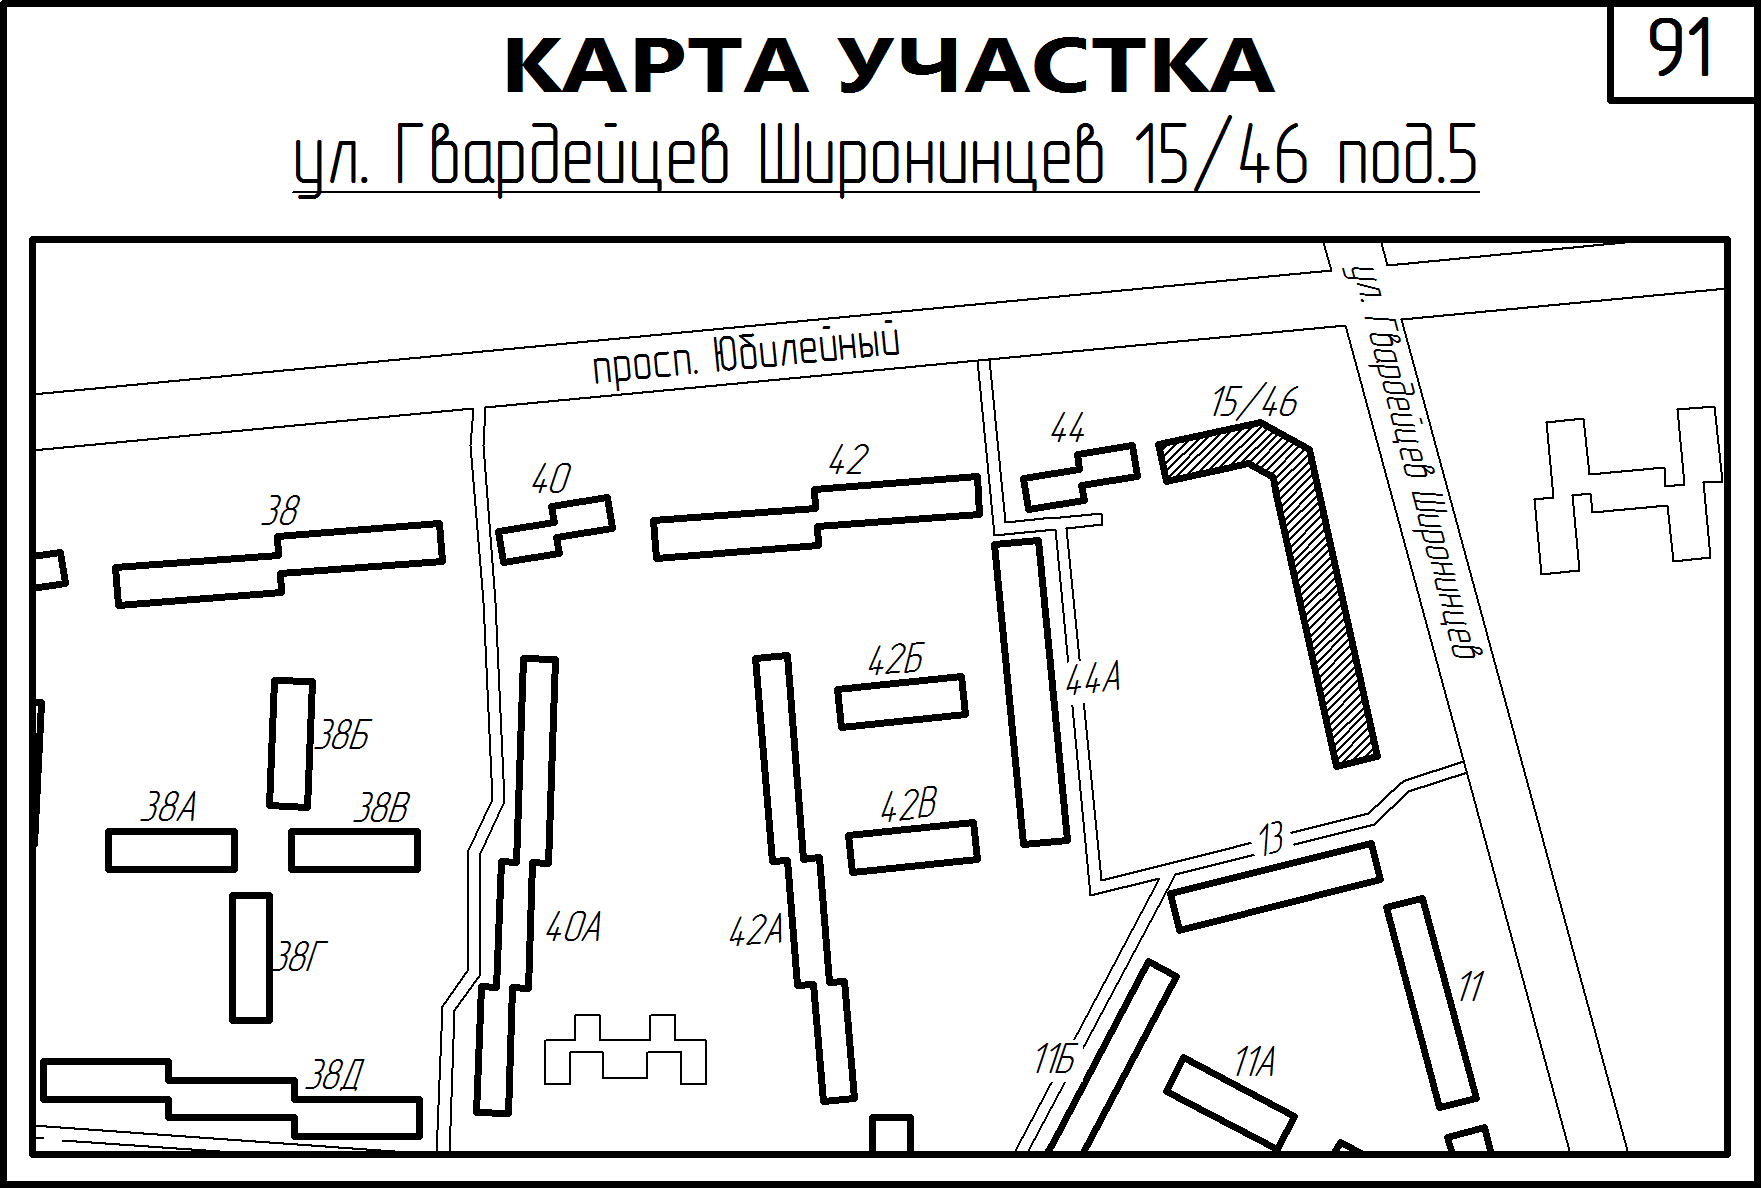 91
КАРТА УЧАСТКА
ул. Гвардейцев Широнинцев 15/46 под.5
ул. Гвардейцев Широнинцев
просп. Юбилейный
15/46
44
42
40
38
42Б
44А
38Б
38А
38В
42В
13
40А
42А
38Г
11
11Б
11А
38Д